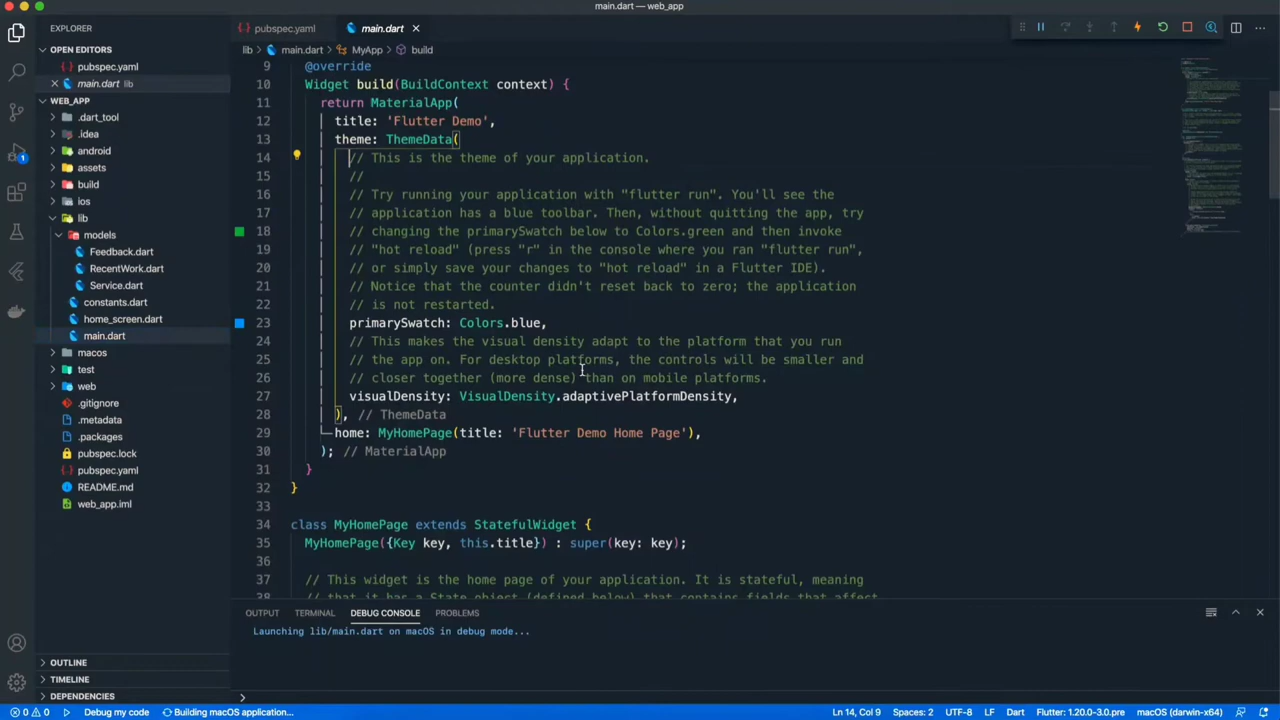 main.dart — web_app
EXPLORER
OPEN EDITORS
pubspec.yaml
main.dart lib
WEB_APP
.dart_tool
.idea
android
assets
build
ios
lib
models
Feedback.dart
RecentWork.dart
Service.dart
constants.dart
home_screen.dart
main.dart
macos
test
web
.gitignore
.metadata
.packages
pubspec.lock
pubspec.yaml
README.md
web_app.iml
OUTLINE
TIMELINE
DEPENDENCIES
1
pubspec.yaml
main.dart
lib > main.dart > MyApp > build
9 @override
10 Widget build(BuildContext context) {
11 return MaterialApp(
12 title: 'Flutter Demo',
13 theme: ThemeData(
14 // This is the theme of your application.
15 //
16 // Try running your application with "flutter run". You'll see the
17 // application has a blue toolbar. Then, without quitting the app, try
18 // changing the primarySwatch below to Colors.green and then invoke
19 // "hot reload" (press "r" in the console where you ran "flutter run",
20 // or simply save your changes to "hot reload" in a Flutter IDE).
21 // Notice that the counter didn't reset back to zero; the application
22 // is not restarted.
23 primarySwatch: Colors.blue,
24 // This makes the visual density adapt to the platform that you run
25 // the app on. For desktop platforms, the controls will be smaller and
26 // closer together (more dense) than on mobile platforms.
27 visualDensity: VisualDensity.adaptivePlatformDensity,
28 ), // ThemeData
29 home: MyHomePage(title: 'Flutter Demo Home Page'),
30 ); // MaterialApp
31 }
32 }
33
34 class MyHomePage extends StatefulWidget {
35 MyHomePage({Key key, this.title}) : super(key: key);
36
37 // This widget is the home page of your application. It is stateful, meaning
38 // that it has a State object (defined below) that contains fields that affect
OUTPUT TERMINAL DEBUG CONSOLE PROBLEMS
Launching lib/main.dart on macOS in debug mode...
0 0 Debug my code Building macOS application... Ln 14, Col 9 Spaces: 2 UTF-8 LF Dart Flutter: 1.20.0-3.0.pre macOS (darwin-x64)